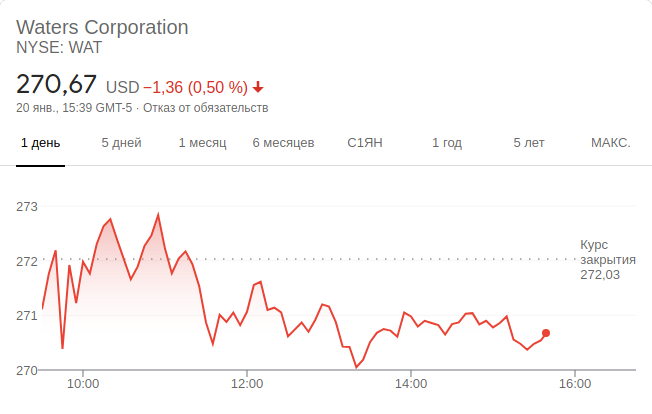 Waters Corporation
NYSE: WAT
270,67 USD −1,36 (0,50 %)
20 янв., 15:39 GMT-5 · Отказ от обязательств
1 день 5 дней 1 месяц 6 месяцев С1ЯН 1 год 5 лет МАКС.
273
272
271
270
Курс
закрытия
272,03
10:00 12:00 14:00 16:00